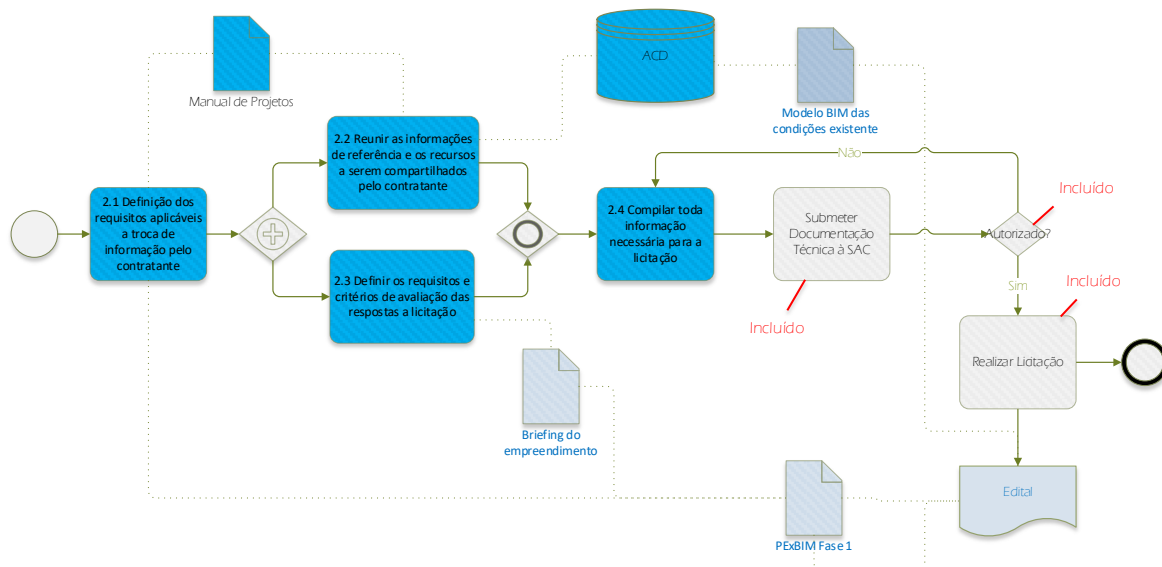 ACD
Manual de Projetos
Modelo BIM das
condições existente
2.2 Reunir as informações
de referência e os recursos
a serem compartilhados
pelo contratante
Não
Incluído
2.1 Definição dos
requisitos aplicáveis
a troca de
informação pelo
contratante
2.4 Compilar toda
informação
necessária para a
licitação
Submeter
Documentação
Técnica à SAC
Autorizado?
2.3 Definir os requisitos e
critérios de avaliação das
respostas a licitação
Sim
Incluído
Incluído
Realizar Licitação
Briefing do
empreendimento
Edital
PExBIM Fase 1